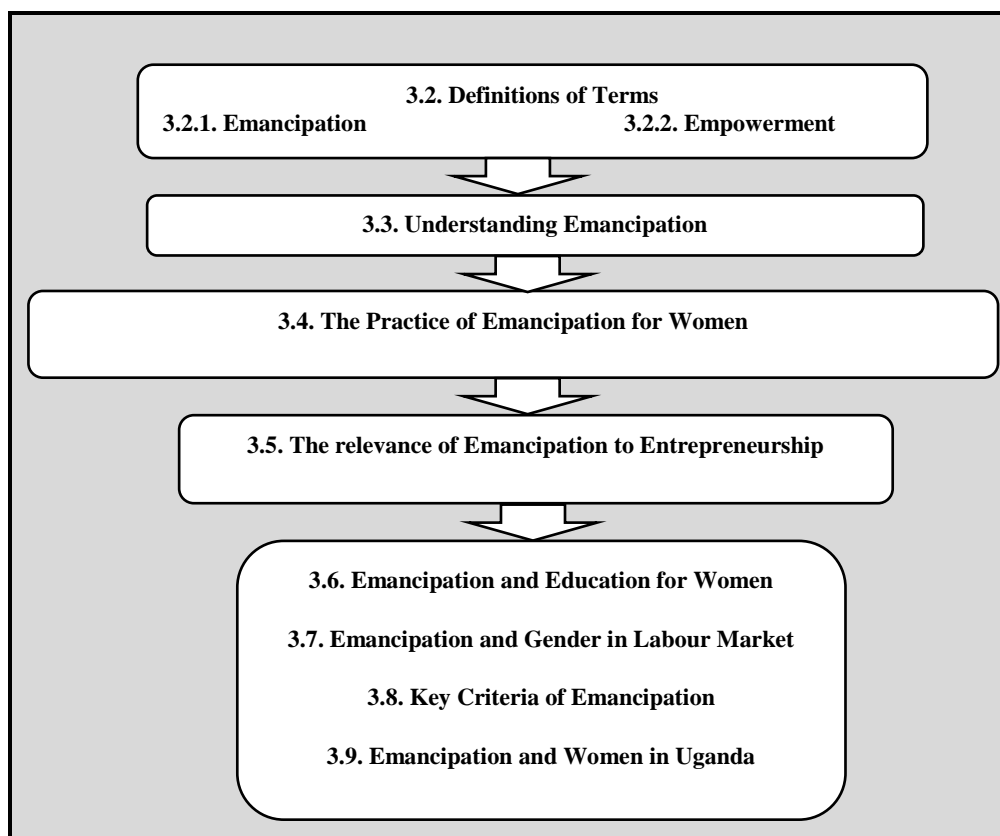 3.2. Definitions of Terms
3.2.1. Emancipation 3.2.2. Empowerment
3.3. Understanding Emancipation
3.4. The Practice of Emancipation for Women
3.5. The relevance of Emancipation to Entrepreneurship
3.6. Emancipation and Education for Women
3.7. Emancipation and Gender in Labour Market
3.8. Key Criteria of Emancipation
3.9. Emancipation and Women in Uganda